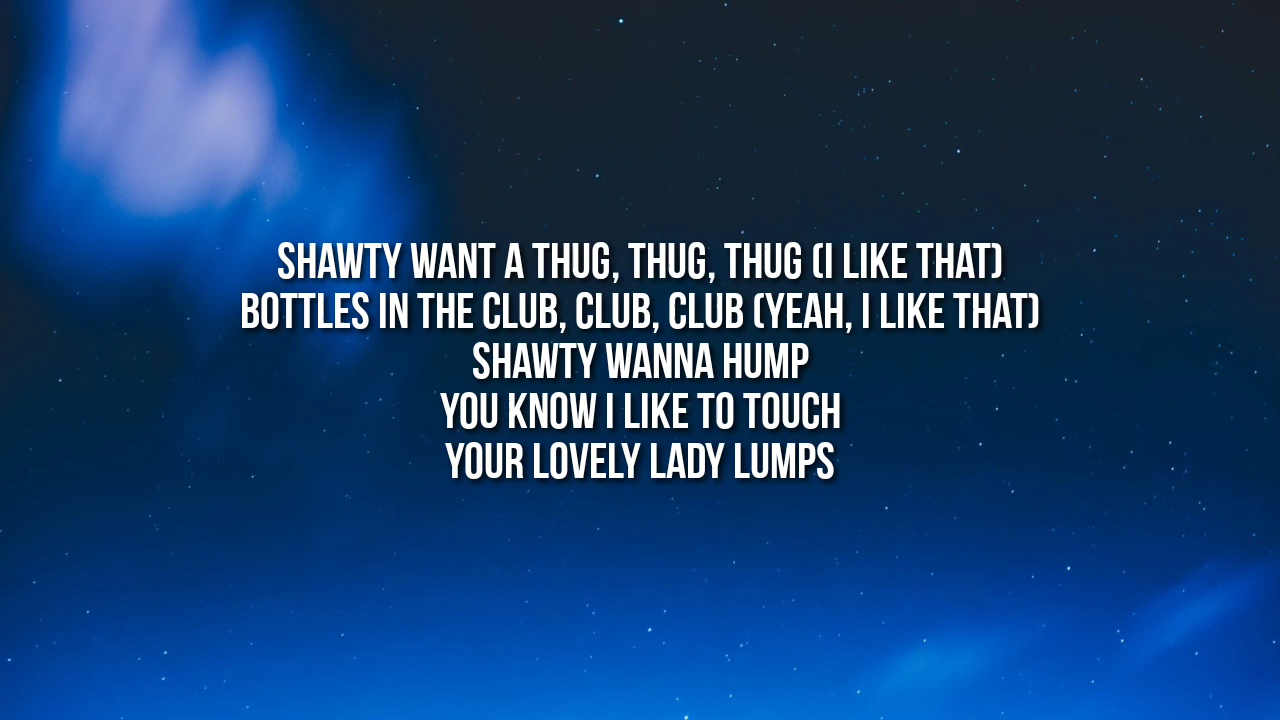 SHAWTY WANT A THUG, THUG, THUG (I LIKE THAT)
BOTTLES IN THE CLUB, CLUB, CLUB (YEAH, I LIKE THAT)
SHAWTY WANNA HUMP
YOU KNOW I LIKE TO TOUCH
YOUR LOVELY LADY LUMPS